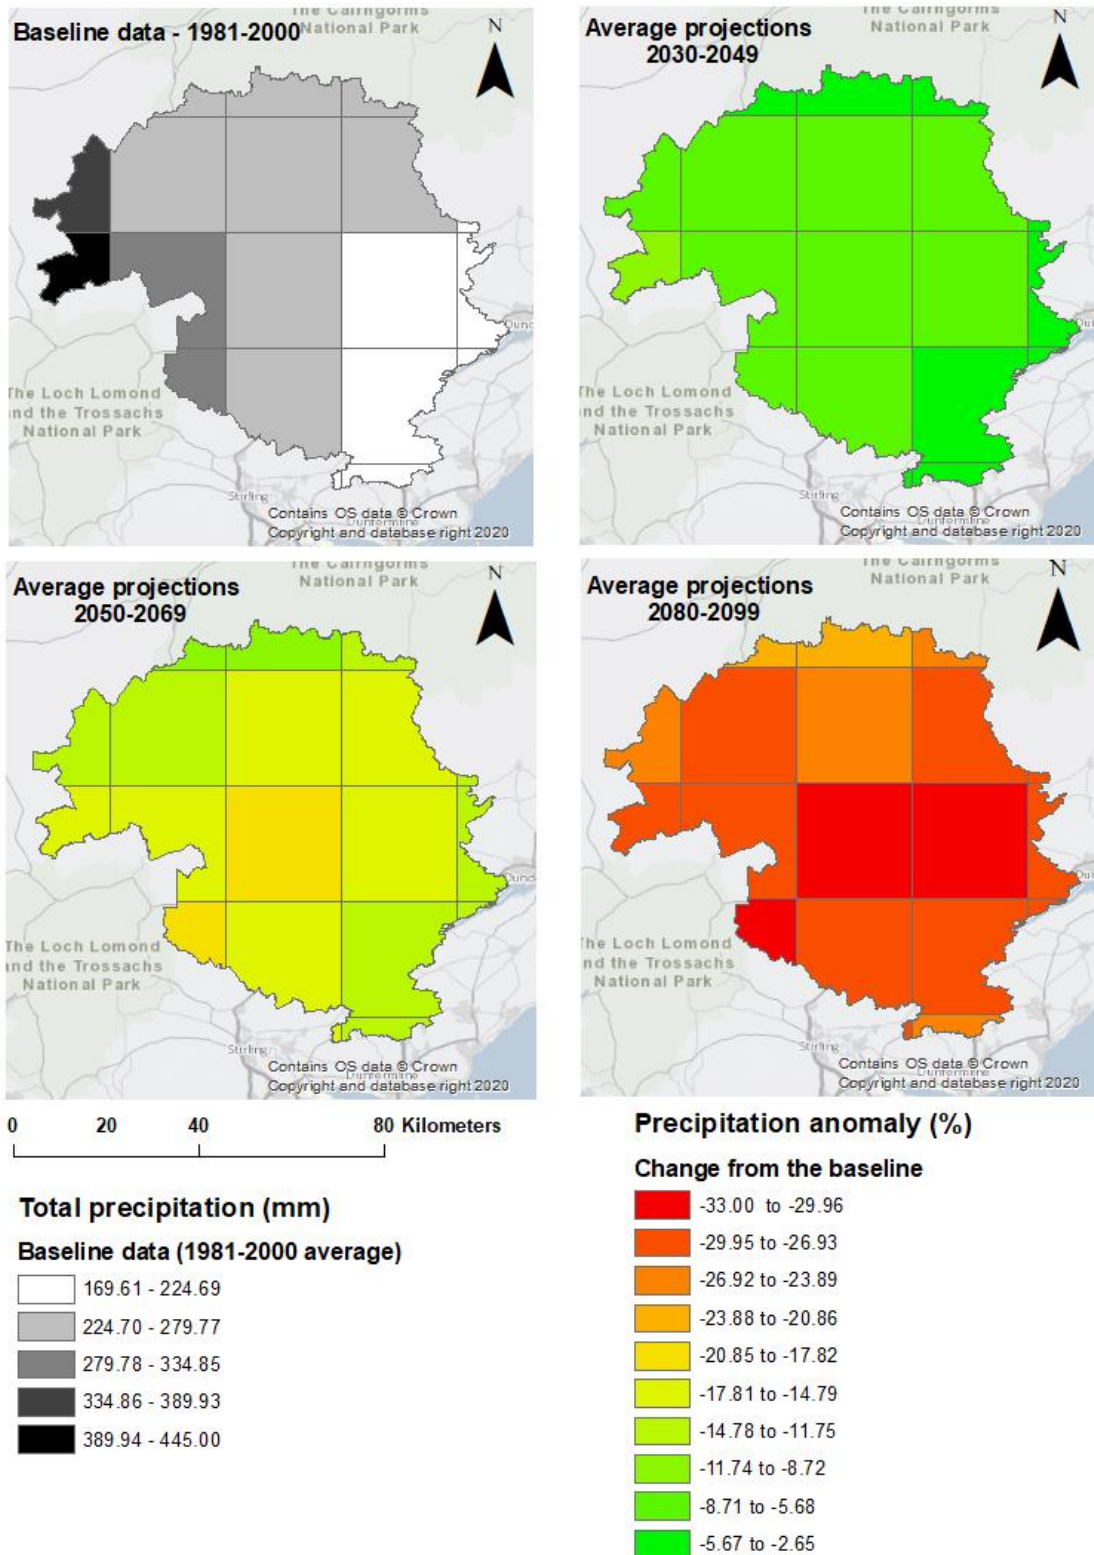 The Cairngorms
National Park
Baseline data - 1981-2000
N
The Loch Lomond
and the Trossachs
National Park
Stirling
Dunfermline
Contains OS data © Crown
Copyright and database right 2020
The Cairngorms
National Park
Average projections
2030-2049
N
The Loch Lomond
and the Trossachs
National Park
Stirling
Dunfermline
Contains OS data © Crown
Copyright and database right 2020
The Cairngorms
National Park
Average projections
2050-2069
N
The Loch Lomond
and the Trossachs
National Park
Stirling
Dunfermline
Contains OS data © Crown
Copyright and database right 2020
The Cairngorms
National Park
Average projections
2080-2099
N
The Loch Lomond
and the Trossachs
National Park
Stirling
Dunfermline
Contains OS data © Crown
Copyright and database right 2020
0 20 40 80 Kilometers
Total precipitation (mm)
Baseline data (1981-2000 average)
169.61 - 224.69
224.70 - 279.77
279.78 - 334.85
334.86 - 389.93
389.94 - 445.00
Precipitation anomaly (%)
Change from the baseline
-33.00 to -29.96
-29.95 to -26.93
-26.92 to -23.89
-23.88 to -20.86
-20.85 to -17.82
-17.81 to -14.79
-14.78 to -11.75
-11.74 to -8.72
-8.71 to -5.68
-5.67 to -2.65